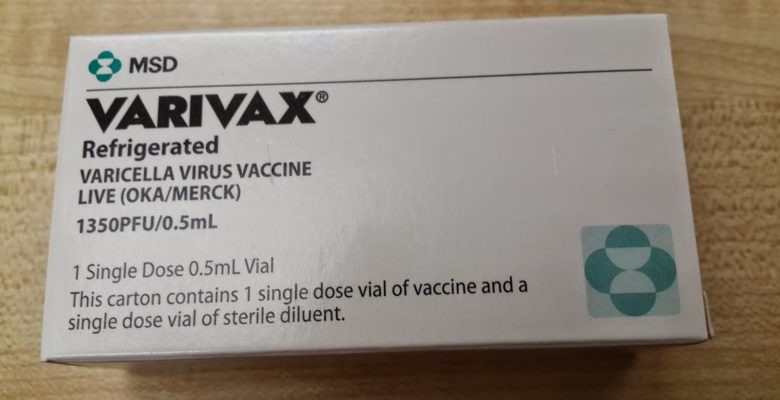 MSD
VARIVAX®
Refrigerated
VARICELLA VIRUS VACCINE
LIVE (OKA/MERCK)
1350PFU/0.5mL
1 Single Dose 0.5mL Vial
This carton contains 1 single dose vial of vaccine and a
single dose vial of sterile diluent.